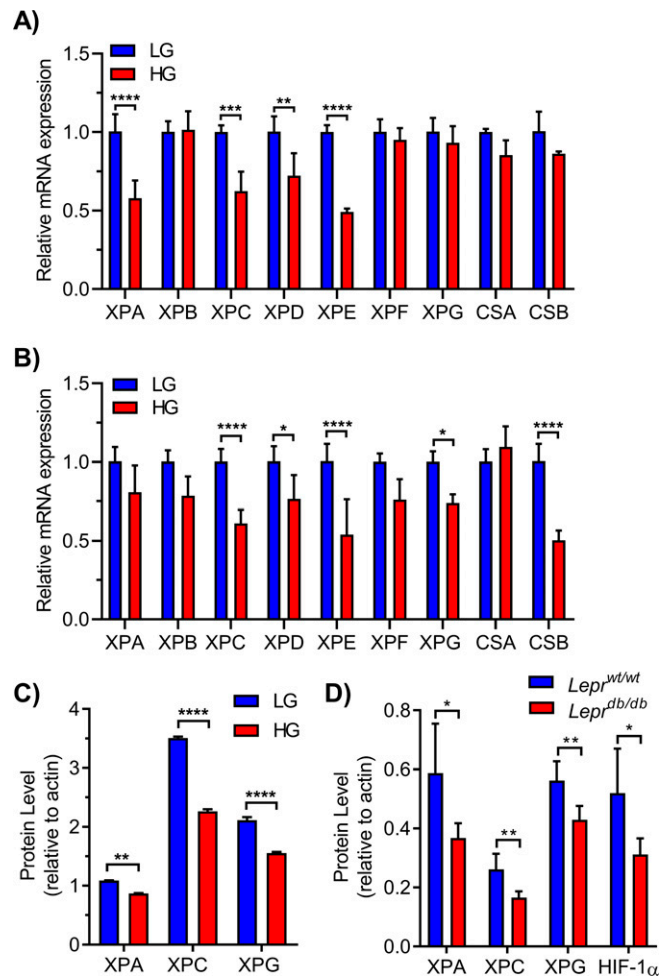 A)
LG
HG
Relative mRNA expression
1.5
1.0
0.5
0.0
**** *** ** ****
XPA XPB XPC XPD XPE XPF XPG CSA CSB
B)
LG
HG
Relative mRNA expression
1.5
1.0
0.5
0.0
**** * **** * ****
XPA XPB XPC XPD XPE XPF XPG CSA CSB
C)
LG
HG
Protein Level
(relative to actin)
4
3
2
1
0
** **** ****
XPA XPC XPG
D)
Lepr^wt/wt
Lepr^db/db
Protein Level
(relative to actin)
0.8
0.6
0.4
0.2
0.0
* ** ** *
XPA XPC XPG HIF-1α